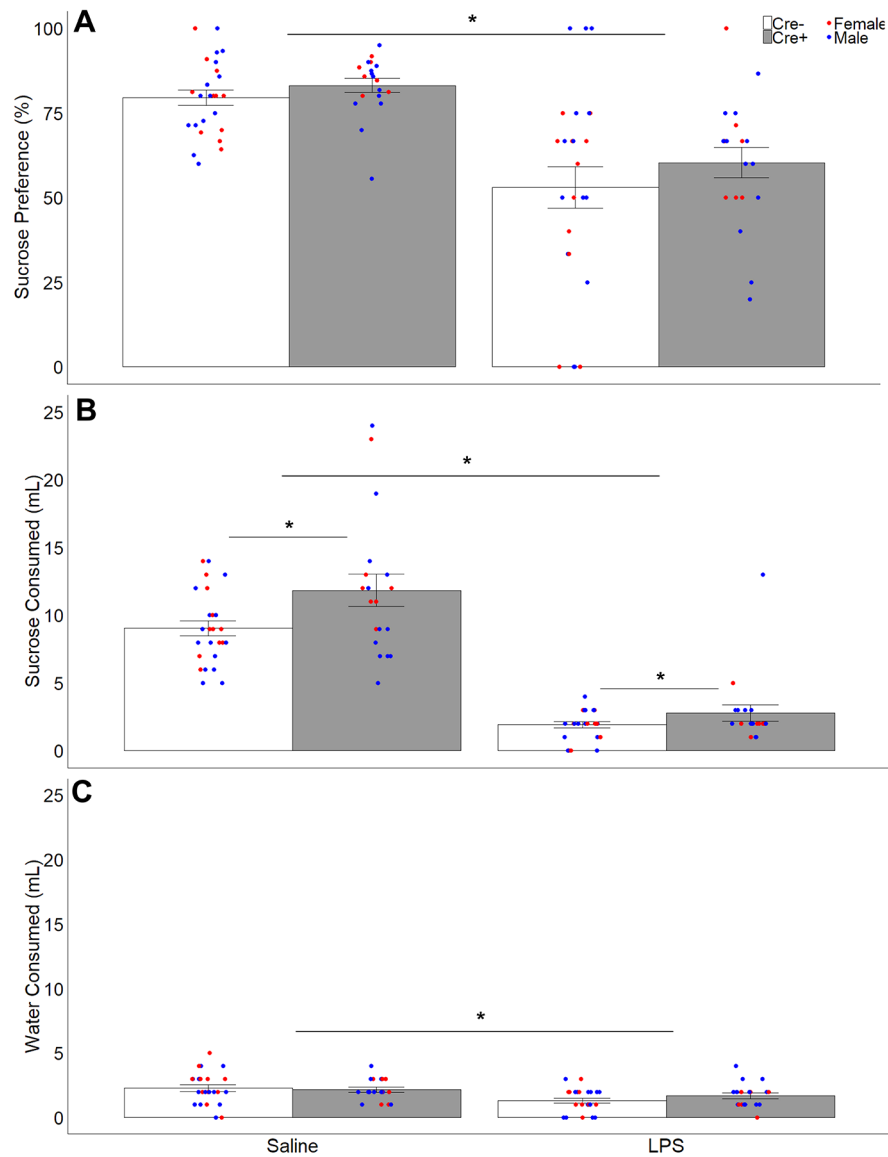 A
*
Cre-
Female
Cre+
Male
100
75
50
25
0
Sucrose Preference (%)
B
25
20
15
10
5
0
*
*
*
Sucrose Consumed (mL)
C
25
20
15
10
5
0
*
Water Consumed (mL)
Saline
LPS